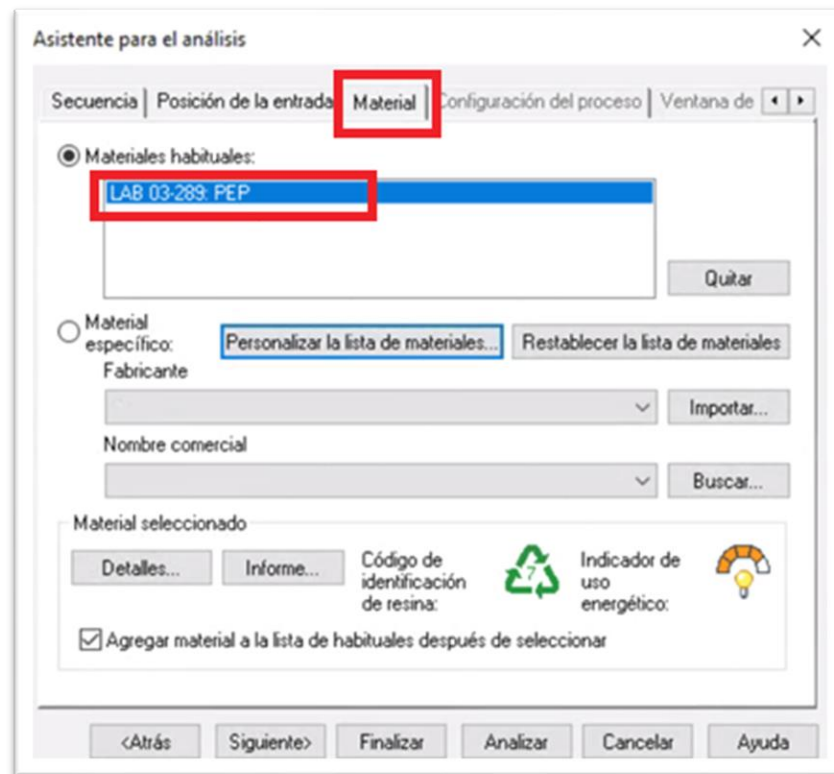 Asistente para el análisis
Secuencia Posición de la entrada Material Configuración del proceso Ventana de
Materiales habituales:
LAB 03-289: PEP
Quitar
Material
específico:
Personalizar la lista de materiales... Restablecer la lista de materiales
Fabricante
Importar...
Nombre comercial
Buscar...
Material seleccionado
Detalles... Informe...
Código de
identificación
de resina:
7
Indicador de
uso
energético:
Agregar material a la lista de habituales después de seleccionar
<Atrás Siguiente> Finalizar Analizar Cancelar Ayuda